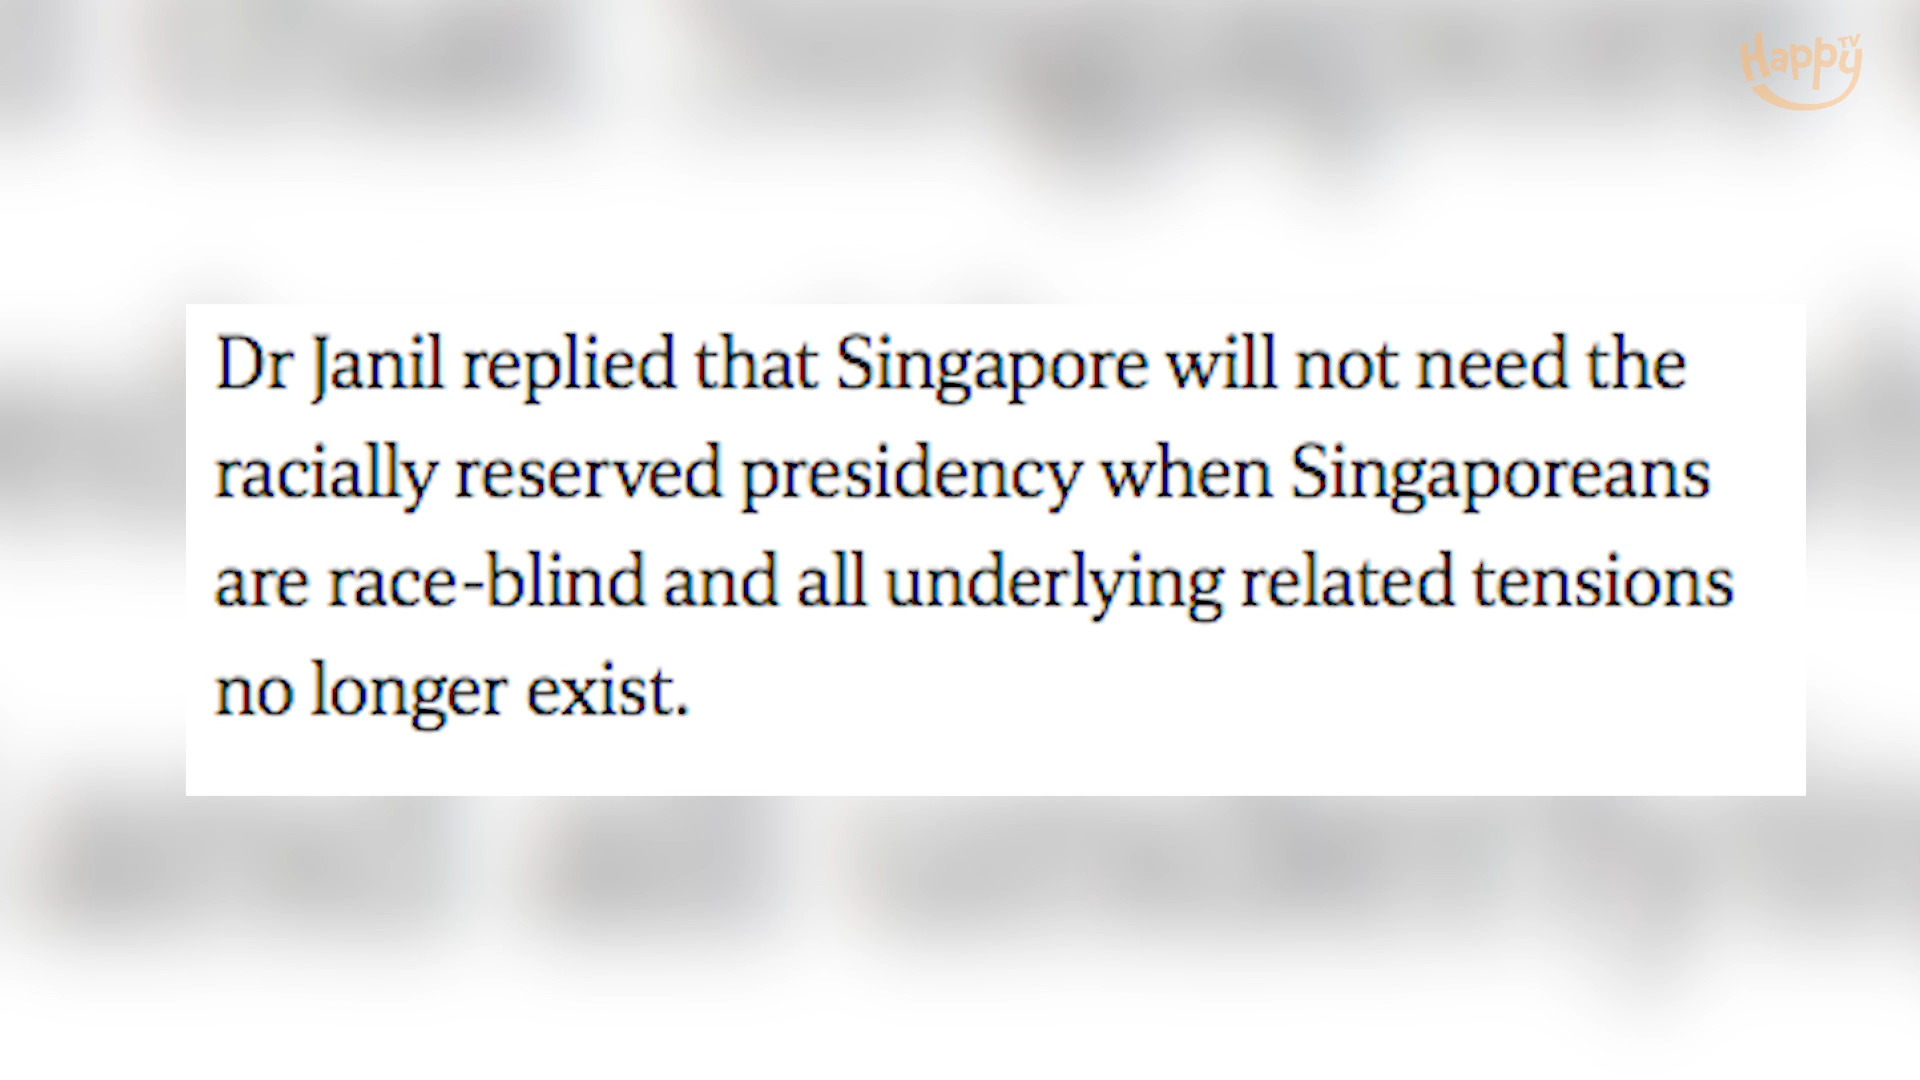 Happy TV
Dr Janil replied that Singapore will not need the
racially reserved presidency when Singaporeans
are race-blind and all underlying related tensions
no longer exist.